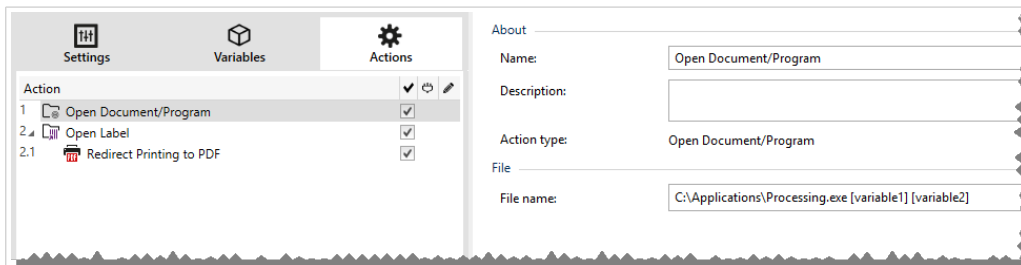 Settings
Variables
Actions
Action
1 Open Document/Program
2 Open Label
2.1 Redirect Printing to PDF
About
Name: Open Document/Program
Description:
Action type: Open Document/Program
File
File name: C:\Applications\Processing.exe [variable1] [variable2]